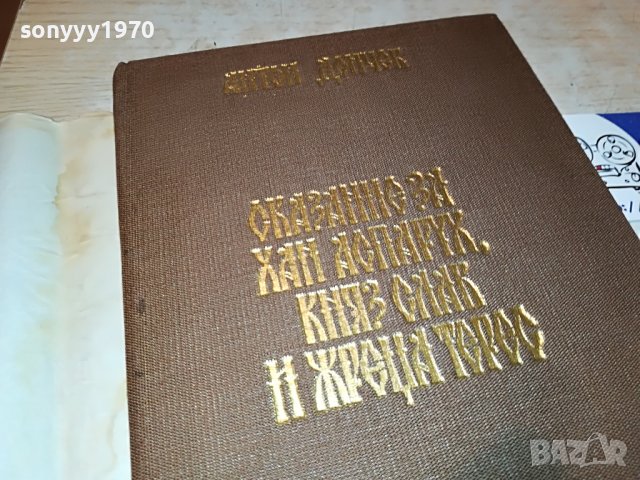 sonyyy1970
АНТОН ДОНЧЕВ
СКАЗАНИЕ ЗА
ХАН АСПАРУХ,
КНЯЗ СЛАВ
И ЖРЕЦА ТЕРЕС
BAZAR